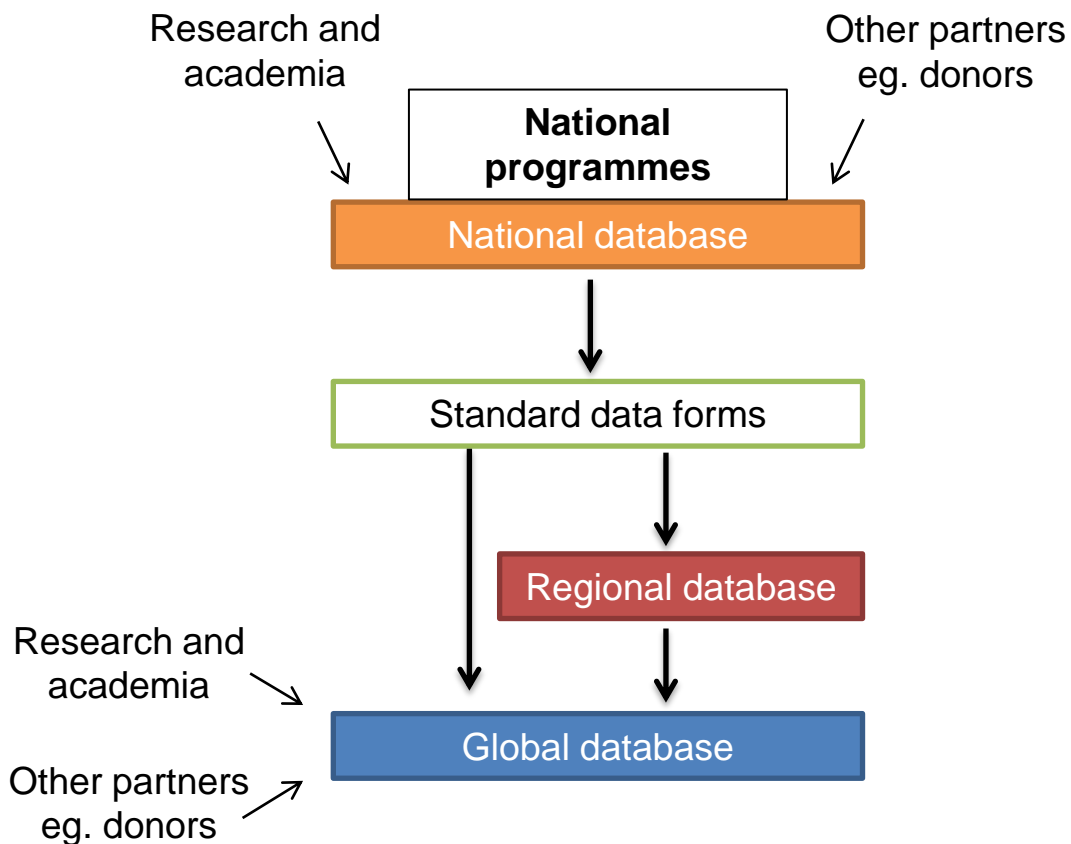 Research and
academia
Other partners
eg. donors
National
programmes
National database
Standard data forms
Regional database
Research and
academia
Global database
Other partners
eg. donors